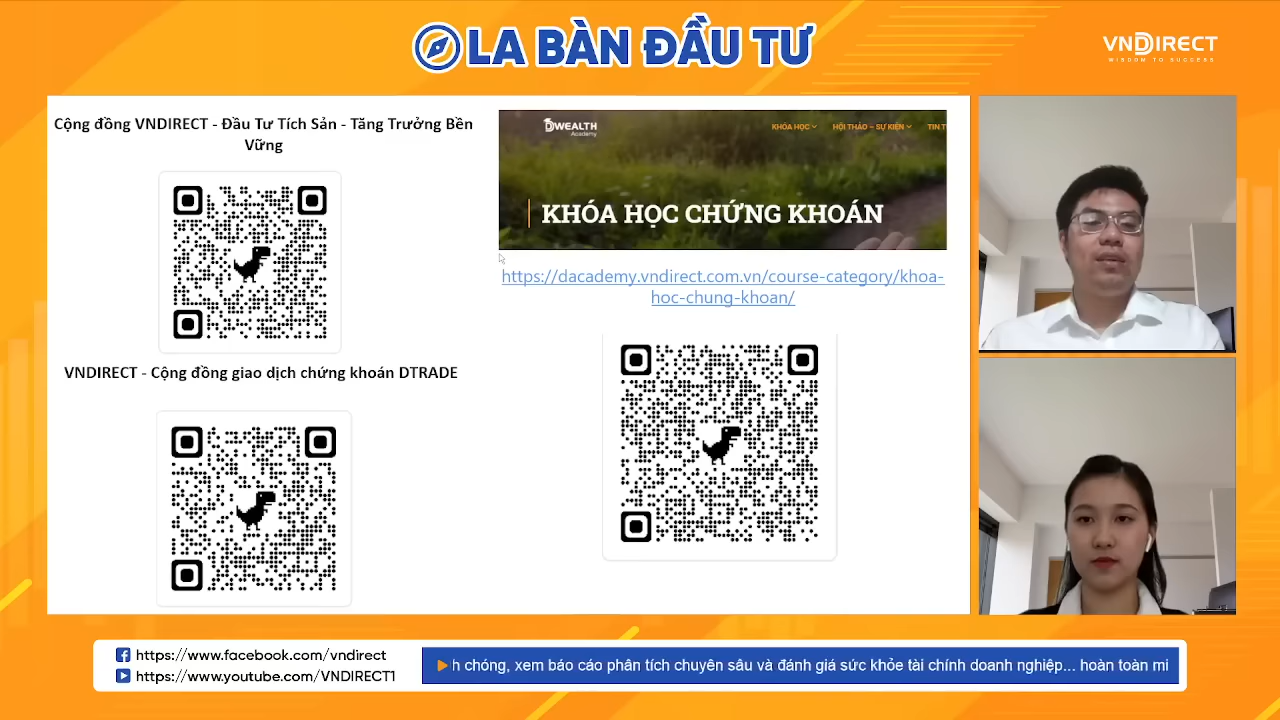 LA BÀN ĐẦU TƯ
VNDIRECT
WISDOM TO SUCCESS
Cộng đồng VNDIRECT - Đầu Tư Tích Sản - Tăng Trưởng Bền
Vững
VNDIRECT - Cộng đồng giao dịch chứng khoán DTRADE
DWEALTH
Academy
KHÓA HỌC
HỘI THẢO – SỰ KIỆN
TIN T
KHÓA HỌC CHỨNG KHOÁN
https://dacademy.vndirect.com.vn/course-category/khoa-
hoc-chung-khoan/
https://www.facebook.com/vndirect
https://www.youtube.com/VNDIRECT1
h chóng, xem báo cáo phân tích chuyên sâu và đánh giá sức khỏe tài chính doanh nghiệp... hoàn toàn mi